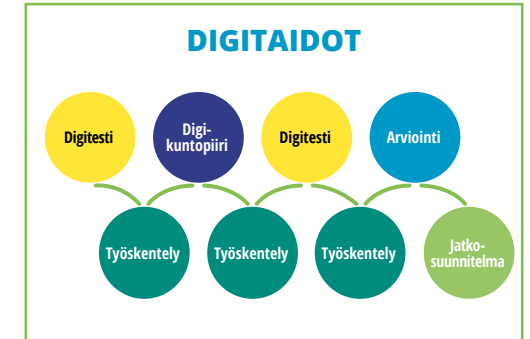 DIGITAIDOT
Digitesti
Digi-
kuntopiiri
Digitesti
Arviointi
Työskentely
Työskentely
Työskentely
Jatko-
suunnitelma